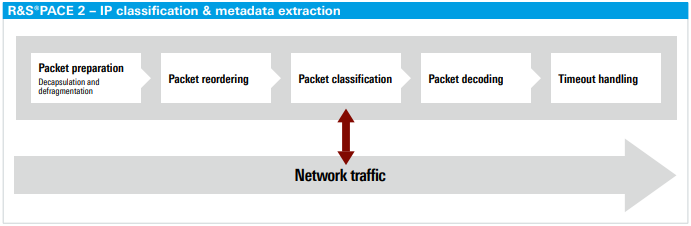 R&S®PACE 2 – IP classification & metadata extraction
Packet preparation
Decapsulation and
defragmentation
Packet reordering
Packet classification
Packet decoding
Timeout handling
Network traffic